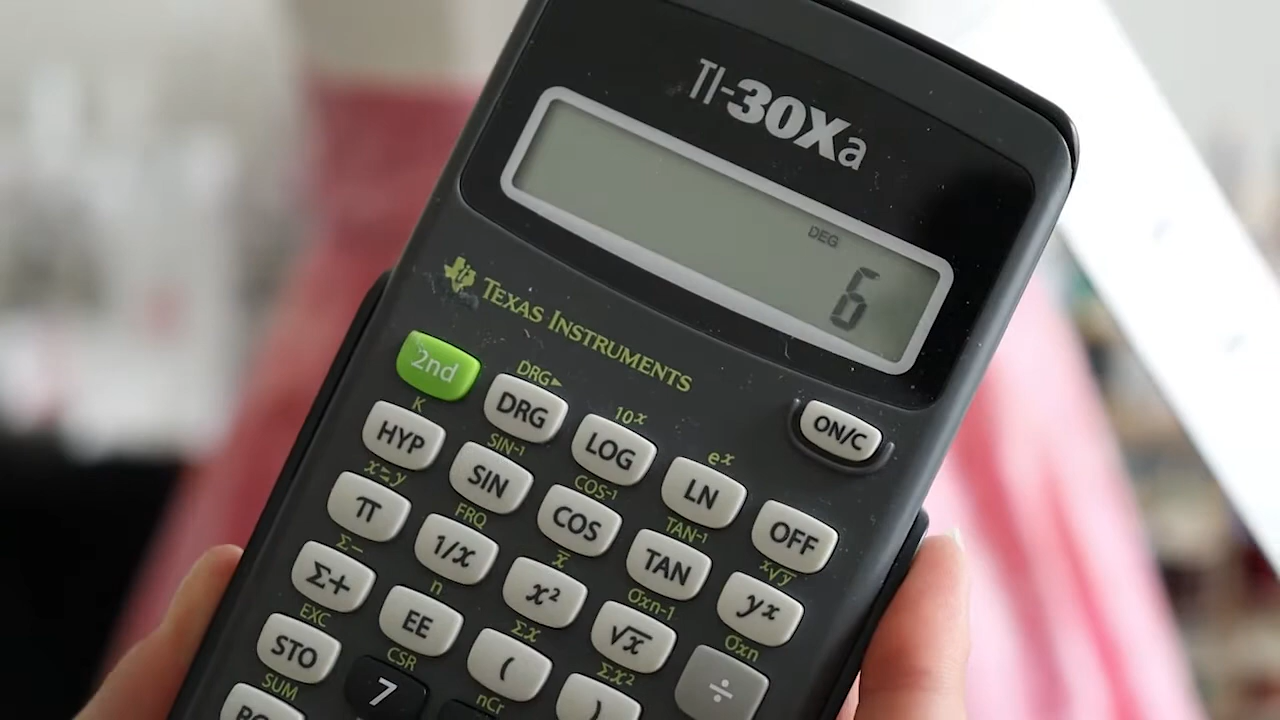 TI-30Xa
DEG
6
TEXAS INSTRUMENTS
2nd
DRG▸
DRG
10ˣ
LOG
eˣ
LN
ON/C
OFF
K
HYP
SIN⁻¹
SIN
COS⁻¹
COS
TAN⁻¹
TAN
ˣ√y
yˣ
x≷y
π
FRQ
1/x
x̄
x²
σxn-1
√x
σxn
÷
Σ-
Σ+
n
EE
Σx
(
Σx²
)
EXC
STO
CSR
7
nCr
SUM